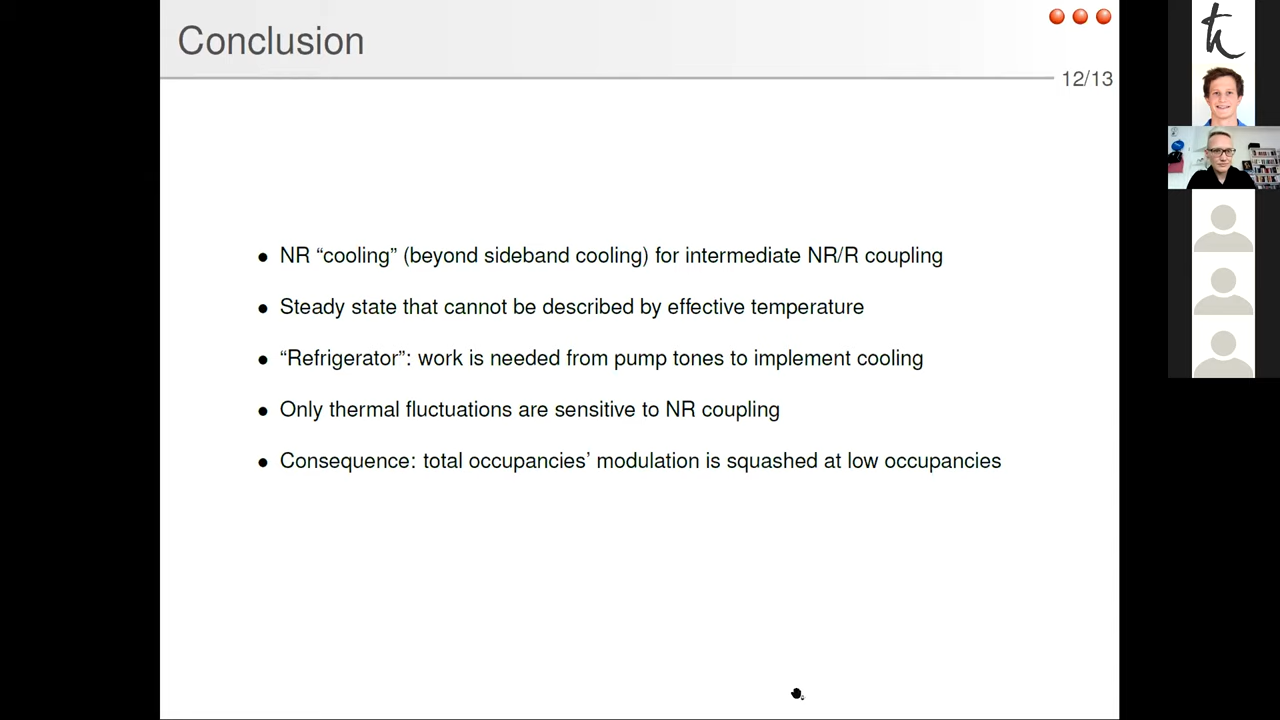 Conclusion
12/13
• NR “cooling” (beyond sideband cooling) for intermediate NR/R coupling
• Steady state that cannot be described by effective temperature
• “Refrigerator”: work is needed from pump tones to implement cooling
• Only thermal fluctuations are sensitive to NR coupling
• Consequence: total occupancies’ modulation is squashed at low occupancies